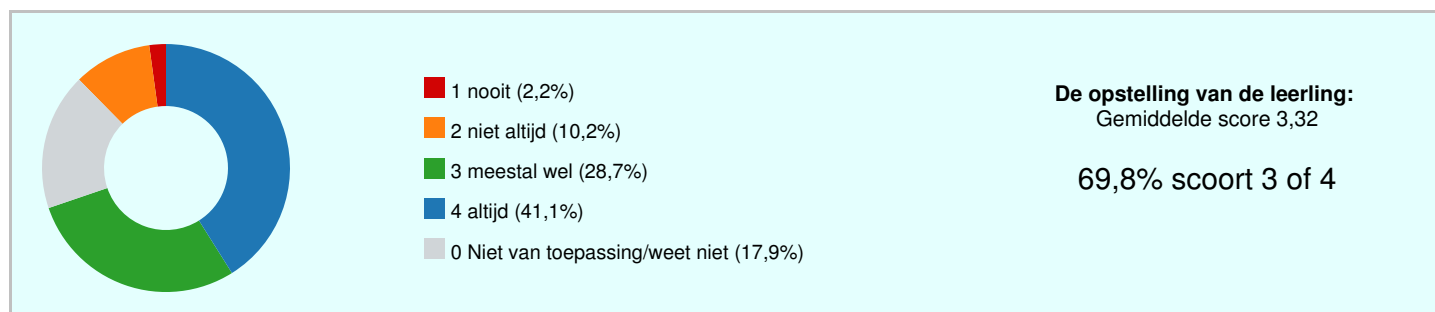 1 nooit (2,2%)
2 niet altijd (10,2%)
3 meestal wel (28,7%)
4 altijd (41,1%)
0 Niet van toepassing/weet niet (17,9%)
De opstelling van de leerling:
Gemiddelde score 3,32
69,8% scoort 3 of 4